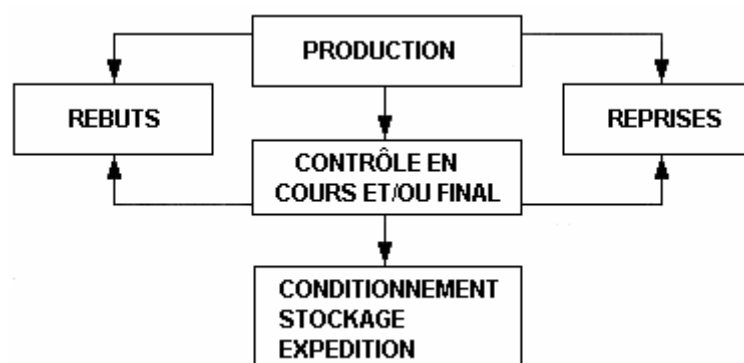 PRODUCTION
REBUTS
REPRISES
CONTRÔLE EN
COURS ET/OU FINAL
CONDITIONNEMENT
STOCKAGE
EXPEDITION